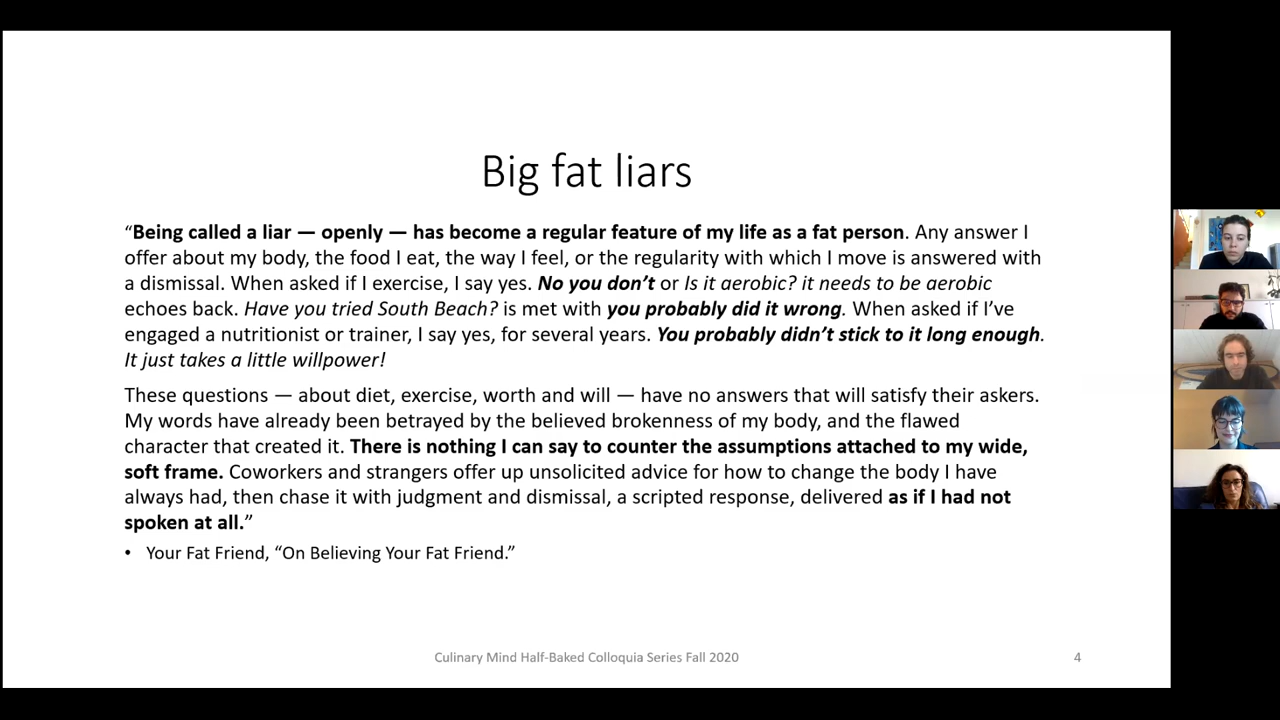 Big fat liars
“Being called a liar — openly — has become a regular feature of my life as a fat person. Any answer I
offer about my body, the food I eat, the way I feel, or the regularity with which I move is answered with
a dismissal. When asked if I exercise, I say yes. No you don’t or Is it aerobic? it needs to be aerobic
echoes back. Have you tried South Beach? is met with you probably did it wrong. When asked if I’ve
engaged a nutritionist or trainer, I say yes, for several years. You probably didn’t stick to it long enough.
It just takes a little willpower!
These questions — about diet, exercise, worth and will — have no answers that will satisfy their askers.
My words have already been betrayed by the believed brokenness of my body, and the flawed
character that created it. There is nothing I can say to counter the assumptions attached to my wide,
soft frame. Coworkers and strangers offer up unsolicited advice for how to change the body I have
always had, then chase it with judgment and dismissal, a scripted response, delivered as if I had not
spoken at all.”
• Your Fat Friend, “On Believing Your Fat Friend.”
Culinary Mind Half-Baked Colloquia Series Fall 2020
4